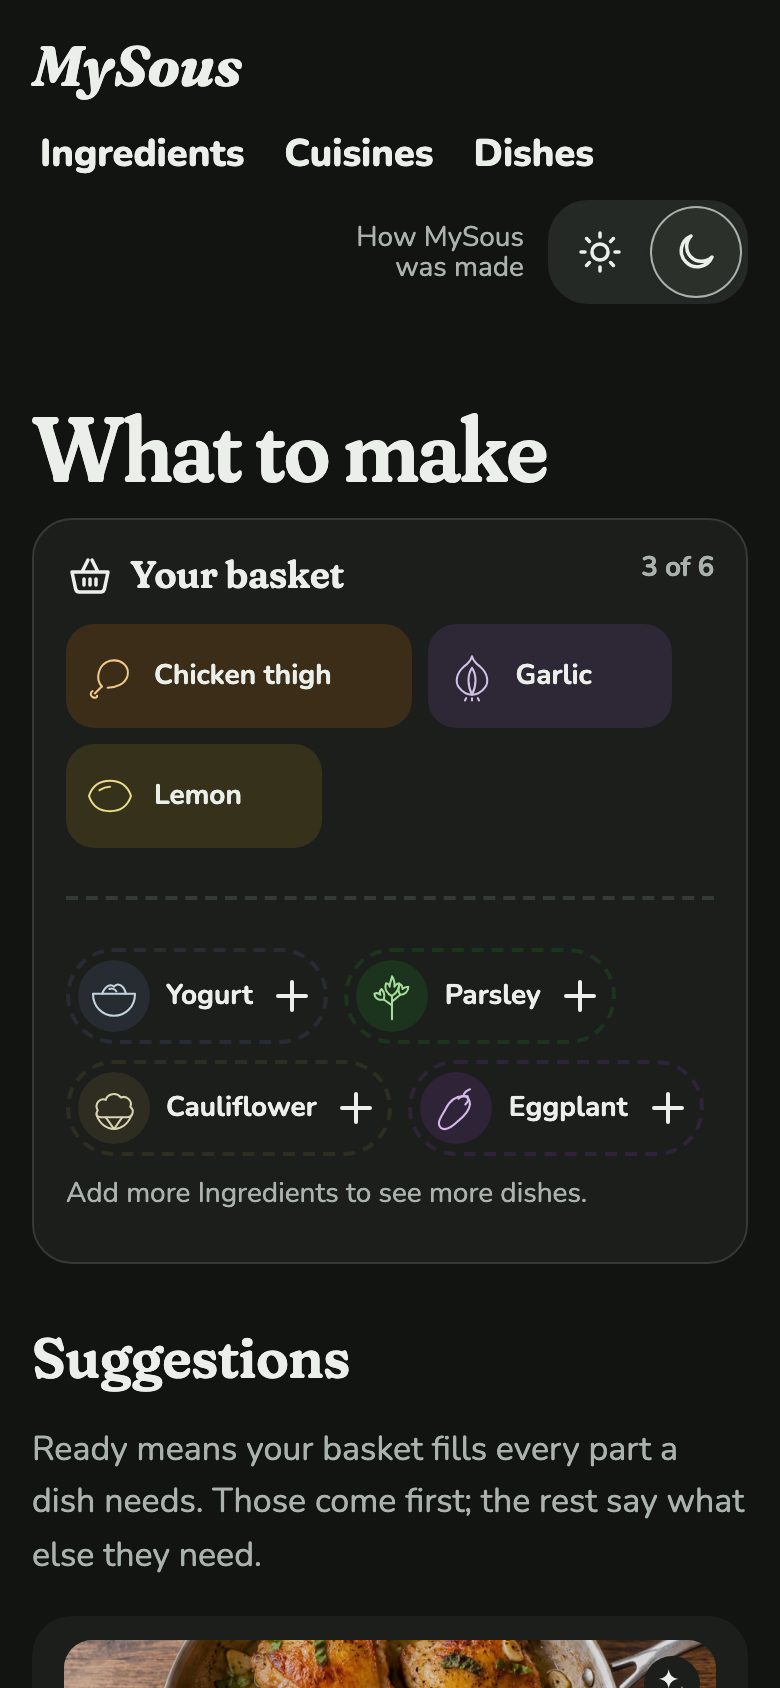 MySous
Ingredients Cuisines Dishes
How MySous
was made
What to make
Your basket 3 of 6
Chicken thigh Garlic
Lemon
Yogurt Parsley
Cauliflower Eggplant
Add more Ingredients to see more dishes.
Suggestions
Ready means your basket fills every part a
dish needs. Those come first; the rest say what
else they need.